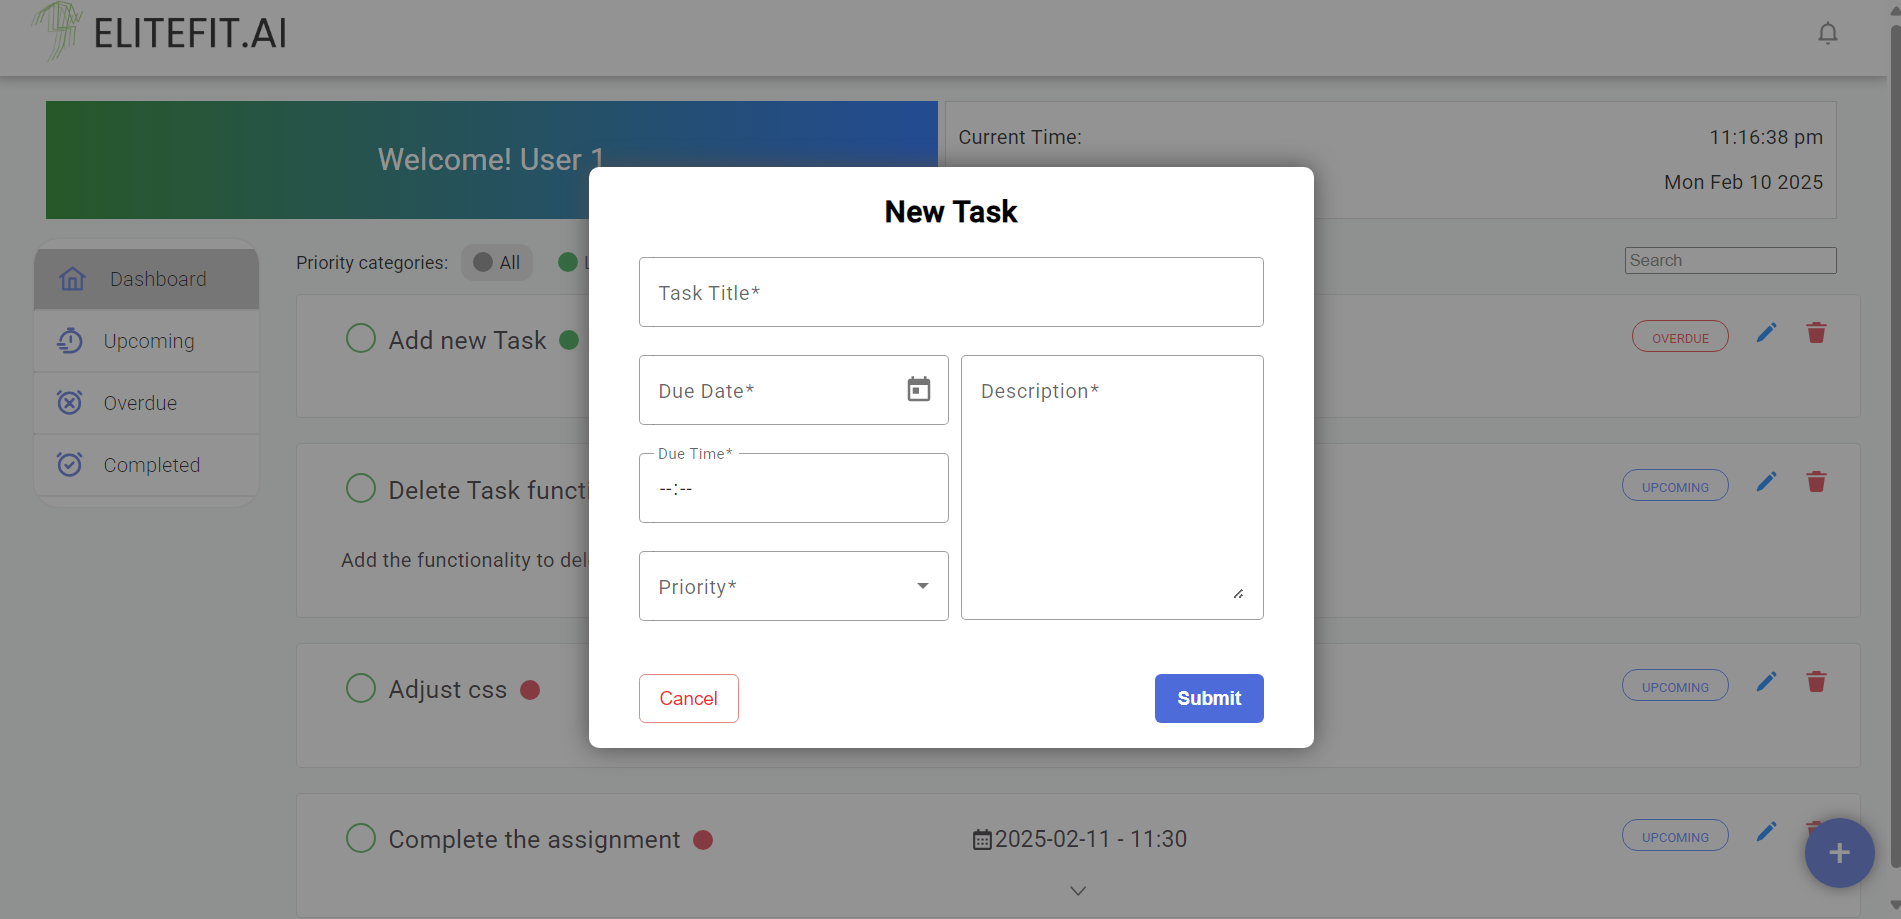 ELITEFIT.AI
Welcome! User 1
Current Time:
11:16:38 pm
Mon Feb 10 2025
Dashboard
Upcoming
Overdue
Completed
Priority categories:
All
Search
Add new Task
OVERDUE
Delete Task functi
UPCOMING
Add the functionality to del
Adjust css
UPCOMING
Complete the assignment
2025-02-11 - 11:30
UPCOMING
+
New Task
Task Title*
Due Date*
Description*
Due Time*
--:--
Priority*
Cancel
Submit